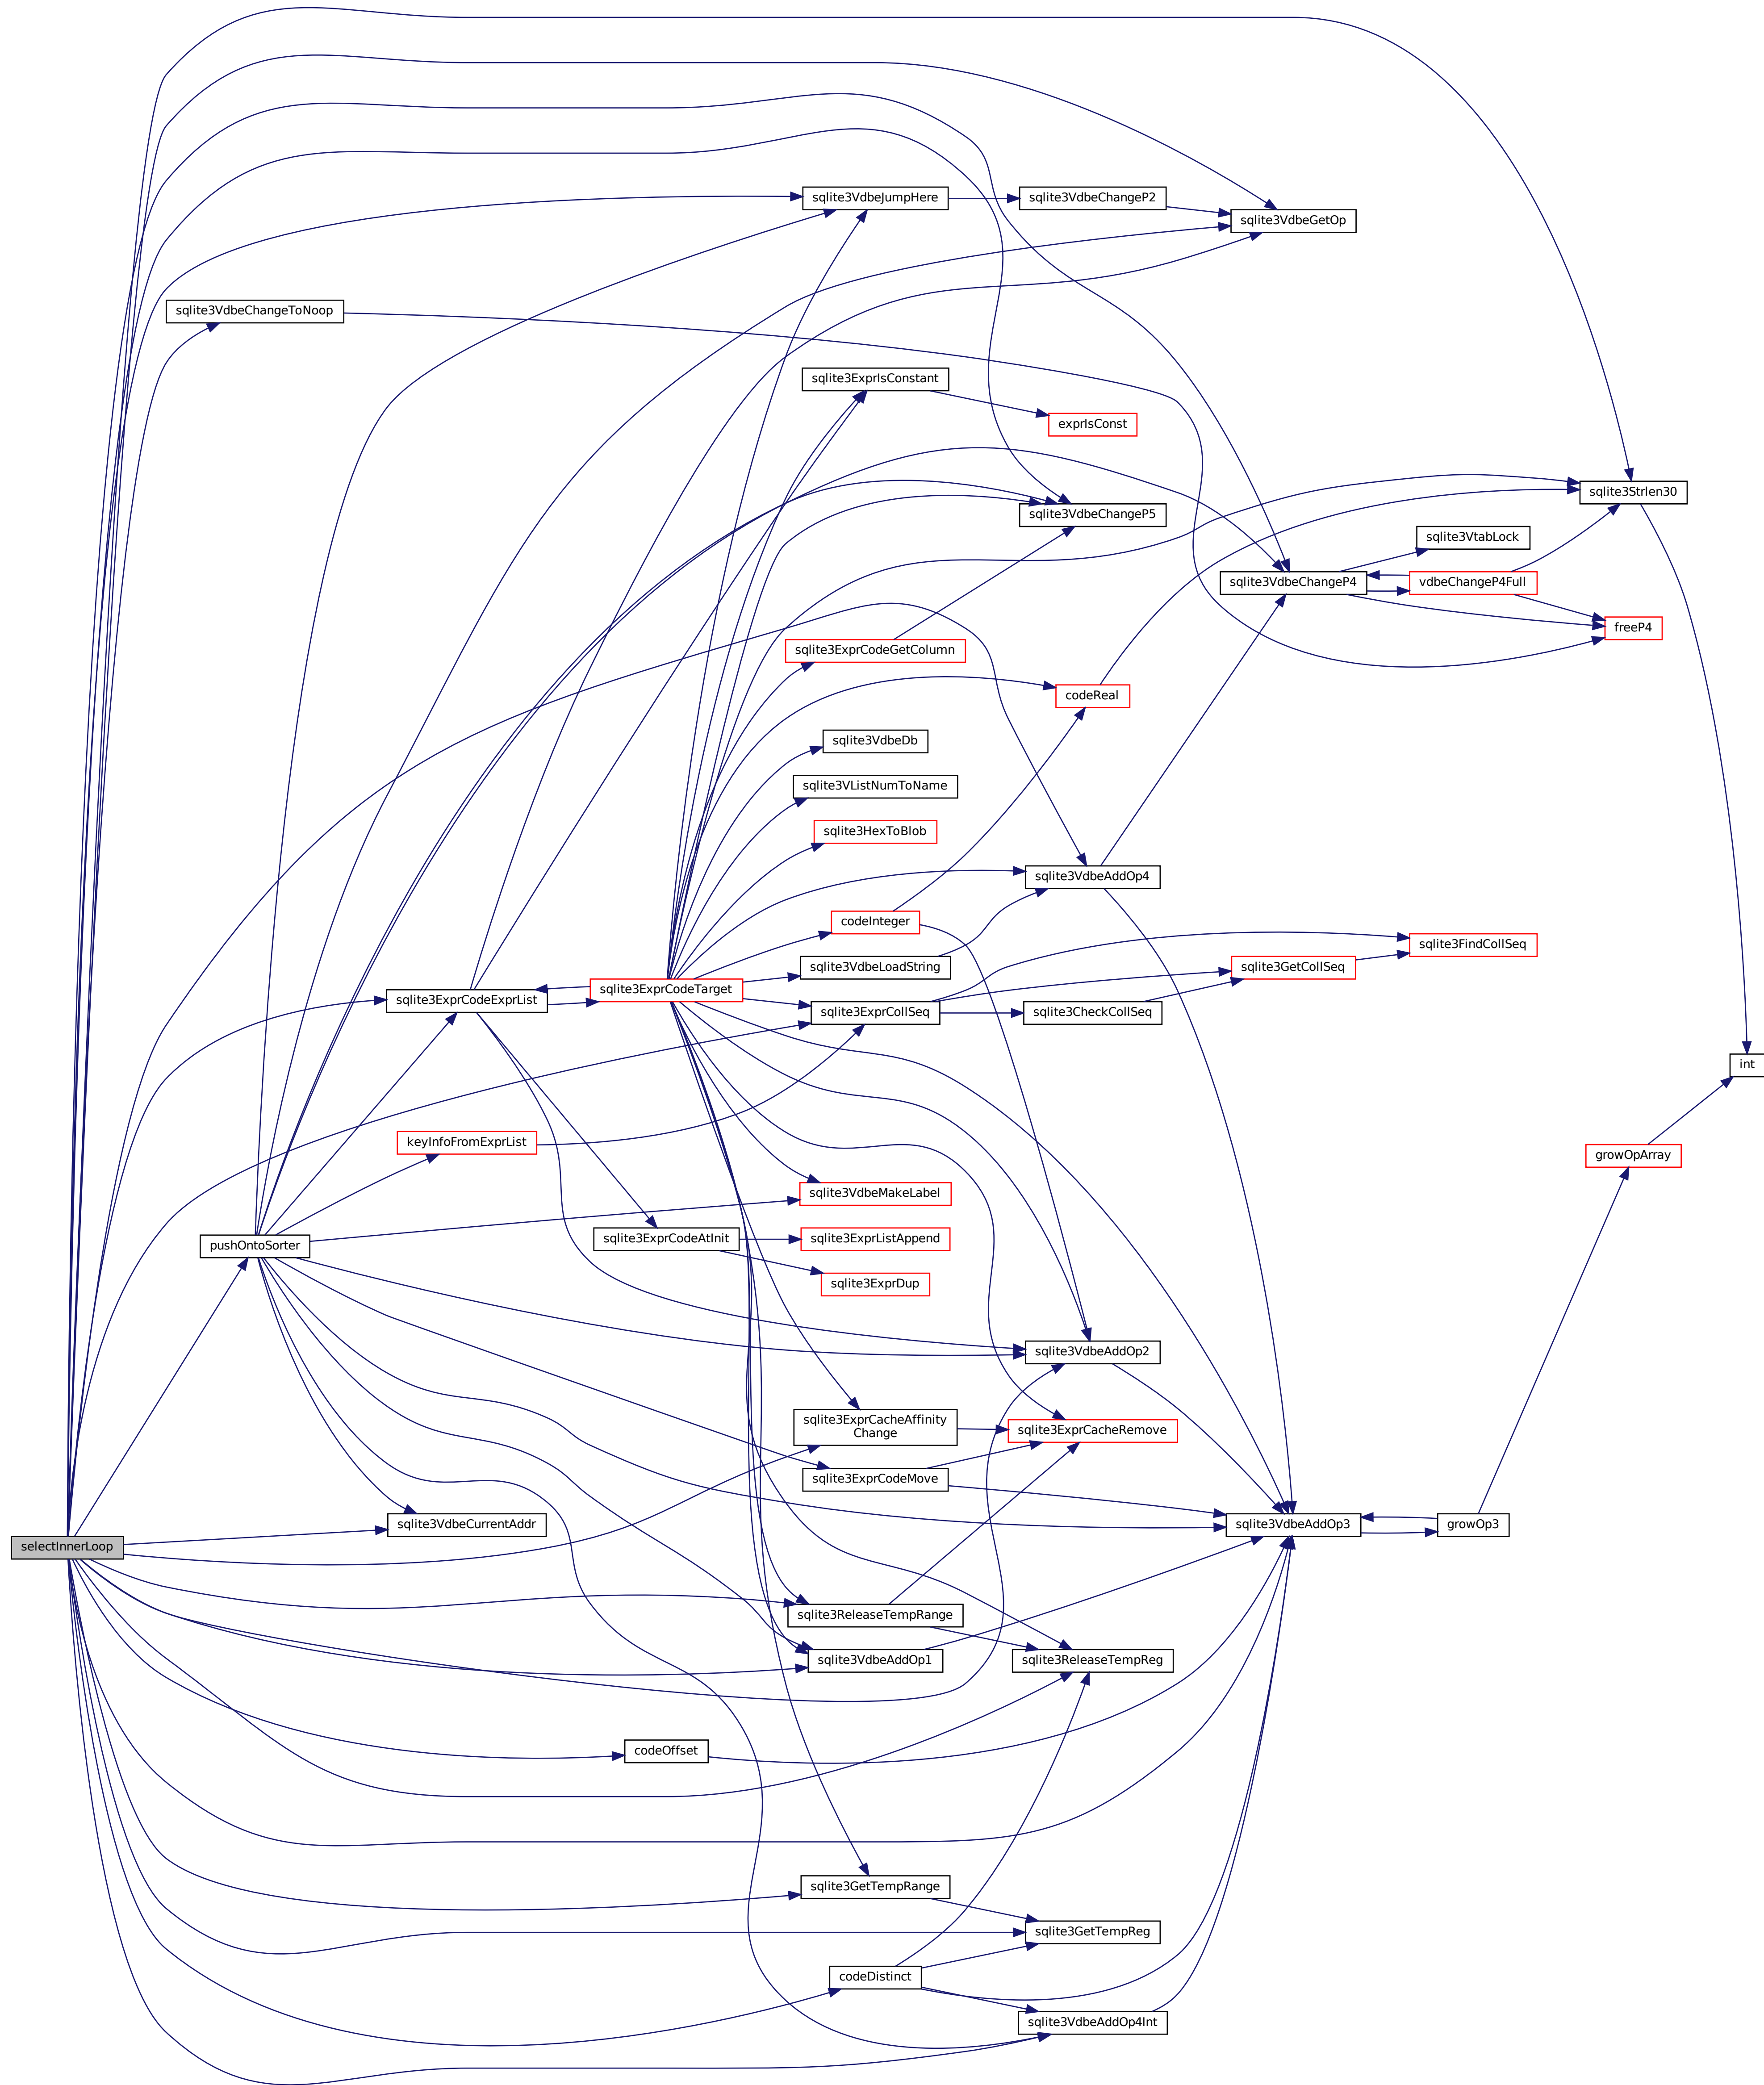 sqlite3VdbeJumpHere
sqlite3VdbeChangeP2
sqlite3VdbeGetOp
sqlite3VdbeChangeToNoop
sqlite3ExprIsConstant
exprIsConst
sqlite3Strlen30
sqlite3VdbeChangeP5
sqlite3VtabLock
sqlite3VdbeChangeP4
vdbeChangeP4Full
freeP4
sqlite3ExprCodeGetColumn
codeReal
sqlite3VdbeDb
sqlite3VListNumToName
sqlite3HexToBlob
sqlite3VdbeAddOp4
codeInteger
sqlite3FindCollSeq
sqlite3VdbeLoadString
sqlite3GetCollSeq
sqlite3ExprCodeTarget
sqlite3ExprCodeExprList
sqlite3ExprCollSeq
sqlite3CheckCollSeq
int
keyInfoFromExprList
growOpArray
sqlite3VdbeMakeLabel
pushOntoSorter
sqlite3ExprCodeAtInit
sqlite3ExprListAppend
sqlite3ExprDup
sqlite3VdbeAddOp2
sqlite3ExprCacheAffinity
Change
sqlite3ExprCacheRemove
sqlite3ExprCodeMove
sqlite3VdbeCurrentAddr
sqlite3VdbeAddOp3
growOp3
selectInnerLoop
sqlite3ReleaseTempRange
sqlite3VdbeAddOp1
sqlite3ReleaseTempReg
codeOffset
sqlite3GetTempRange
sqlite3GetTempReg
codeDistinct
sqlite3VdbeAddOp4Int